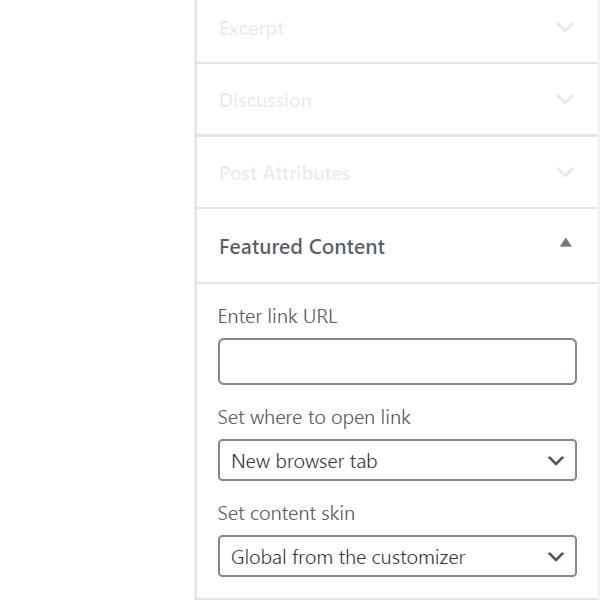 Excerpt
Discussion
Post Attributes
Featured Content
Enter link URL
Set where to open link
New browser tab
Set content skin
Global from the customizer